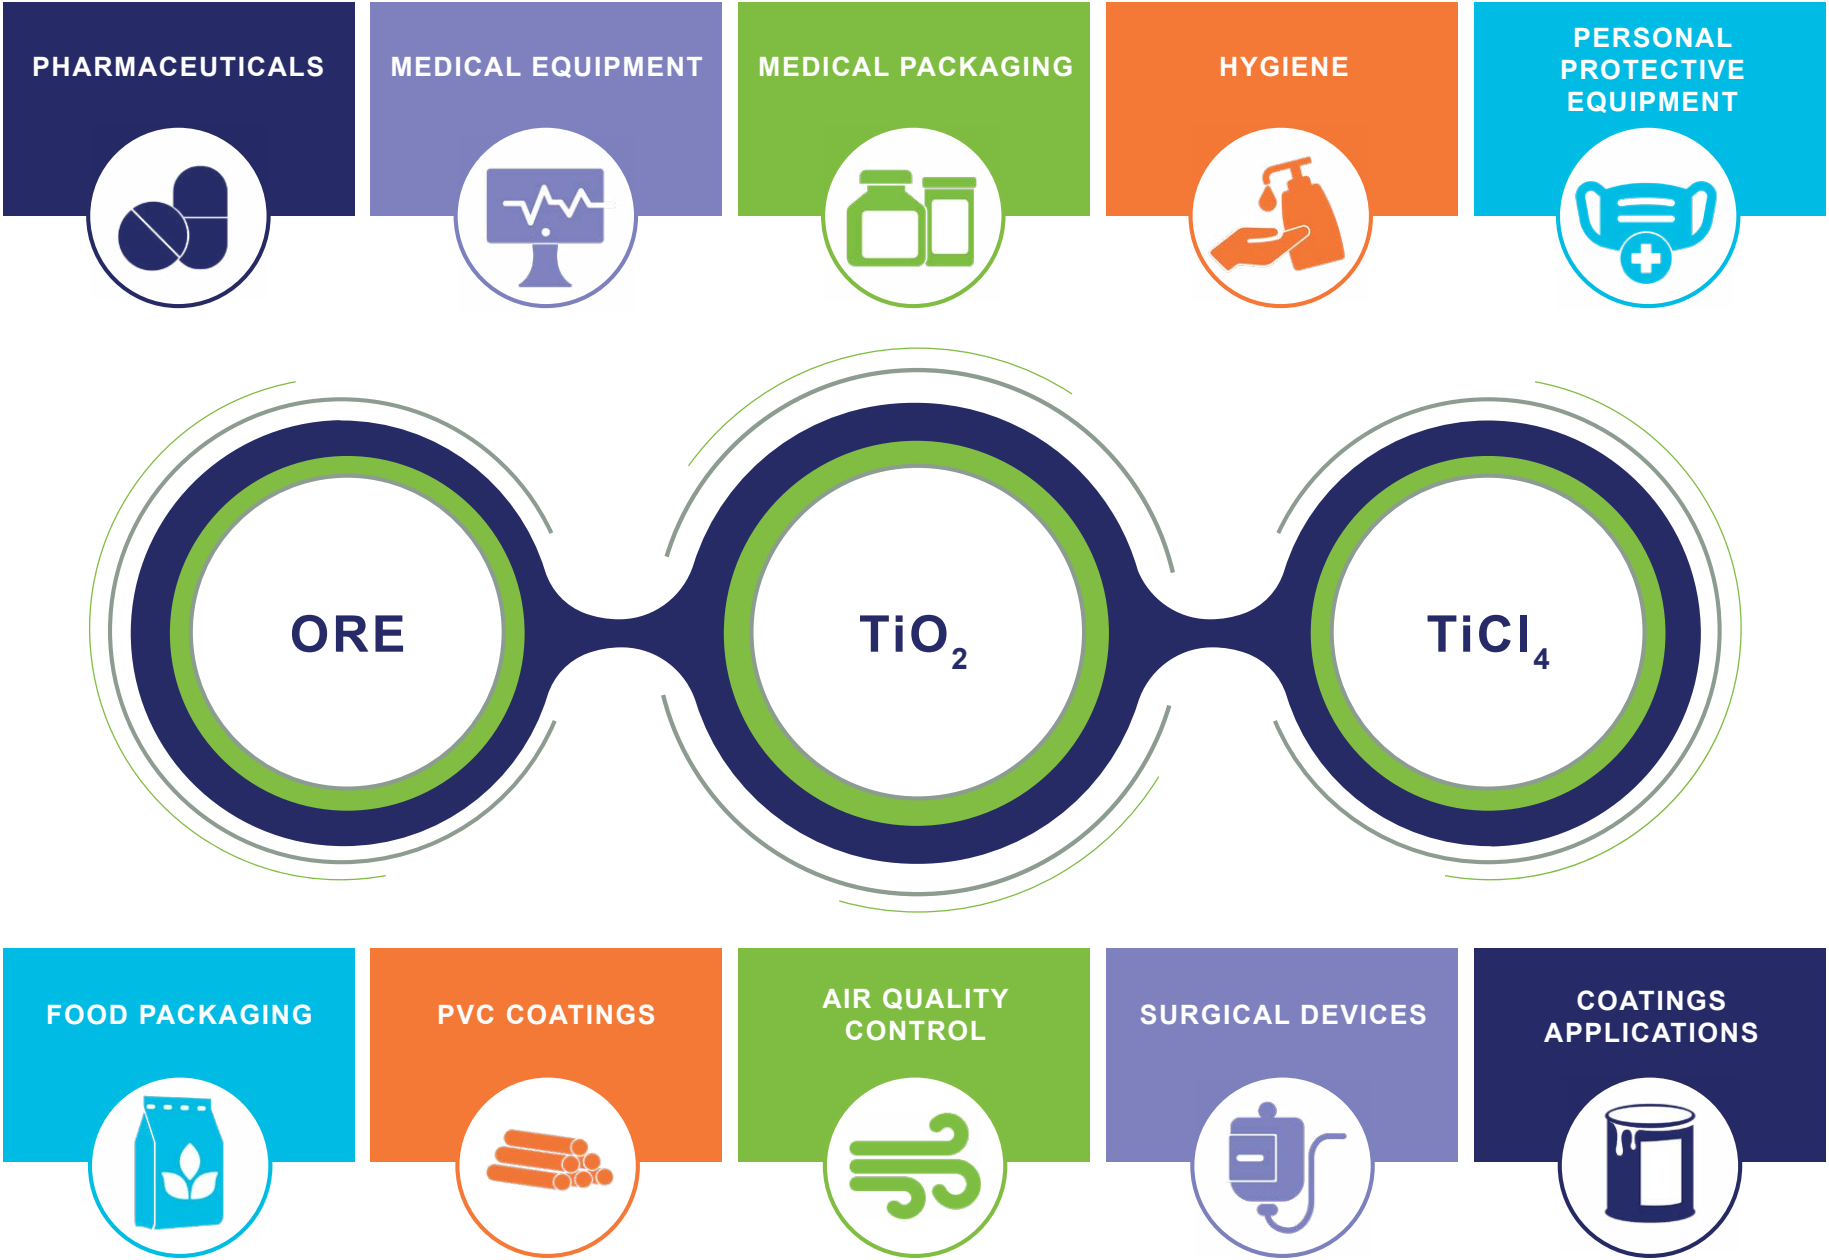 PHARMACEUTICALS
MEDICAL EQUIPMENT
MEDICAL PACKAGING
HYGIENE
PERSONAL
PROTECTIVE
EQUIPMENT
ORE
TiO₂
TiCl₄
FOOD PACKAGING
PVC COATINGS
AIR QUALITY
CONTROL
SURGICAL DEVICES
COATINGS
APPLICATIONS